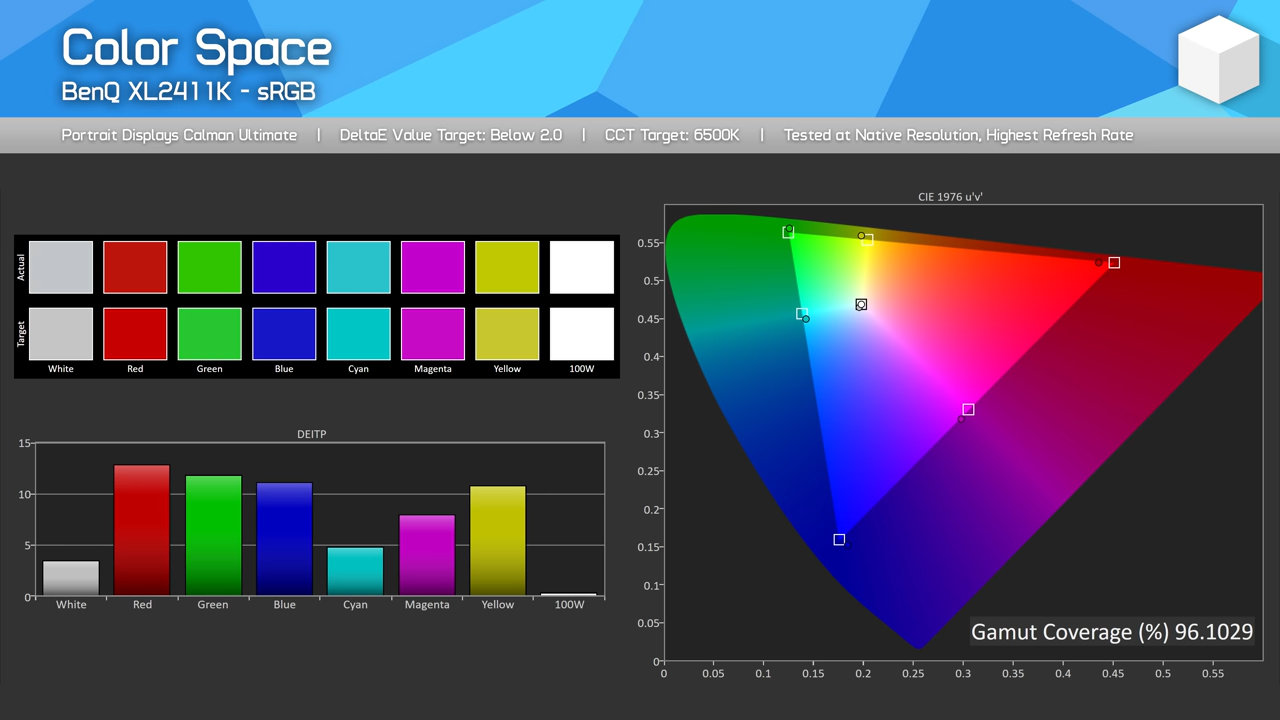 Color Space
BenQ XL2411K - sRGB
Portrait Displays Calman Ultimate | DeltaE Value Target: Below 2.0 | CCT Target: 6500K | Tested at Native Resolution, Highest Refresh Rate
Actual
Target
White Red Green Blue Cyan Magenta Yellow 100W
DEITP
15
10
5
0
White Red Green Blue Cyan Magenta Yellow 100W
CIE 1976 u'v'
0.55
0.5
0.45
0.4
0.35
0.3
0.25
0.2
0.15
0.1
0.05
0
Gamut Coverage (%) 96.1029
0 0.05 0.1 0.15 0.2 0.25 0.3 0.35 0.4 0.45 0.5 0.55